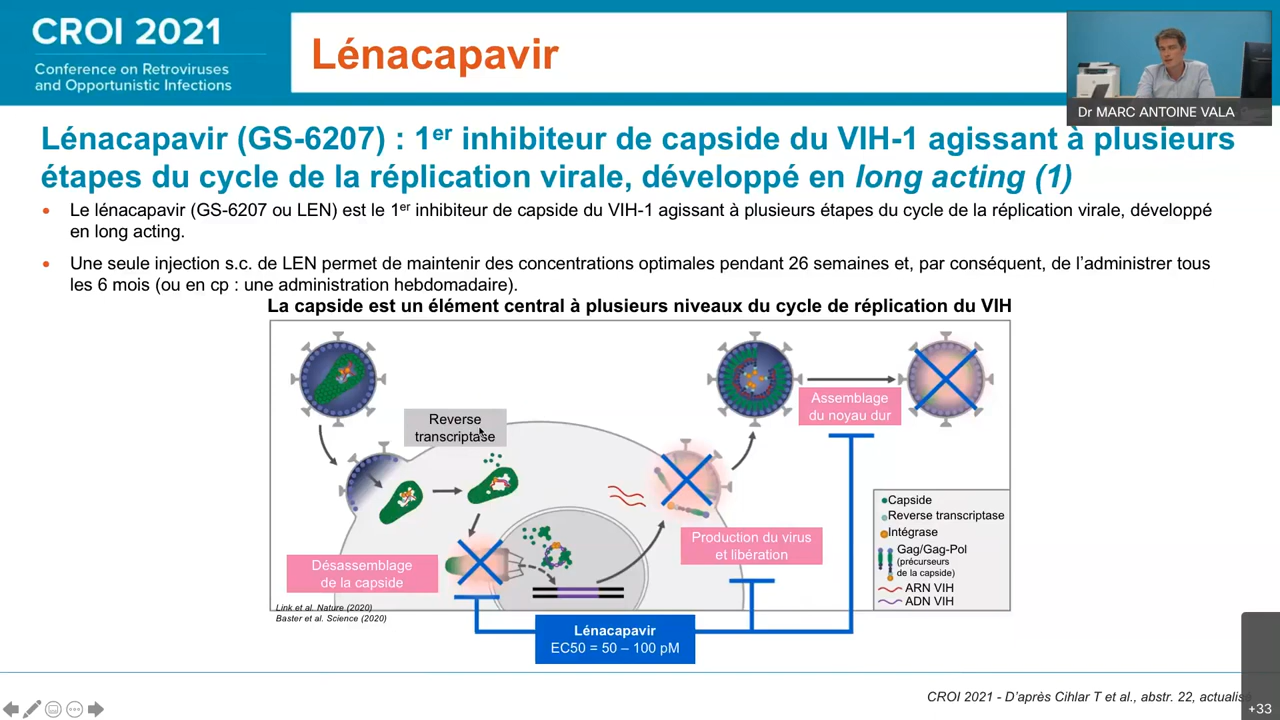 CROI 2021
Conference on Retroviruses
and Opportunistic Infections
Lénacapavir
Dr MARC ANTOINE VALA
Lénacapavir (GS-6207) : 1er inhibiteur de capside du VIH-1 agissant à plusieurs
étapes du cycle de la réplication virale, développé en long acting (1)
• Le lénacapavir (GS-6207 ou LEN) est le 1er inhibiteur de capside du VIH-1 agissant à plusieurs étapes du cycle de la réplication virale, développé
en long acting.
• Une seule injection s.c. de LEN permet de maintenir des concentrations optimales pendant 26 semaines et, par conséquent, de l’administrer tous
les 6 mois (ou en cp : une administration hebdomadaire).
La capside est un élément central à plusieurs niveaux du cycle de réplication du VIH
Reverse
transcriptase
Assemblage
du noyau dur
Désassemblage
de la capside
Production du virus
et libération
Capside
Reverse transcriptase
Intégrase
Gag/Gag-Pol
(précurseurs
de la capside)
ARN VIH
ADN VIH
Link et al. Nature (2020)
Baster et al. Science (2020)
Lénacapavir
EC50 = 50 – 100 pM
CROI 2021 - D’après Cihlar T et al., abstr. 22, actualisé
+33